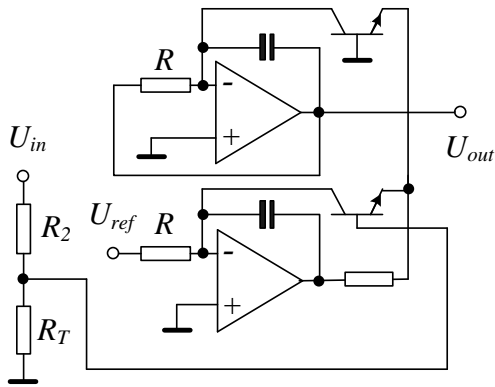 R
-
+
U_out
U_in
R_2
U_ref
R
-
+
R_T